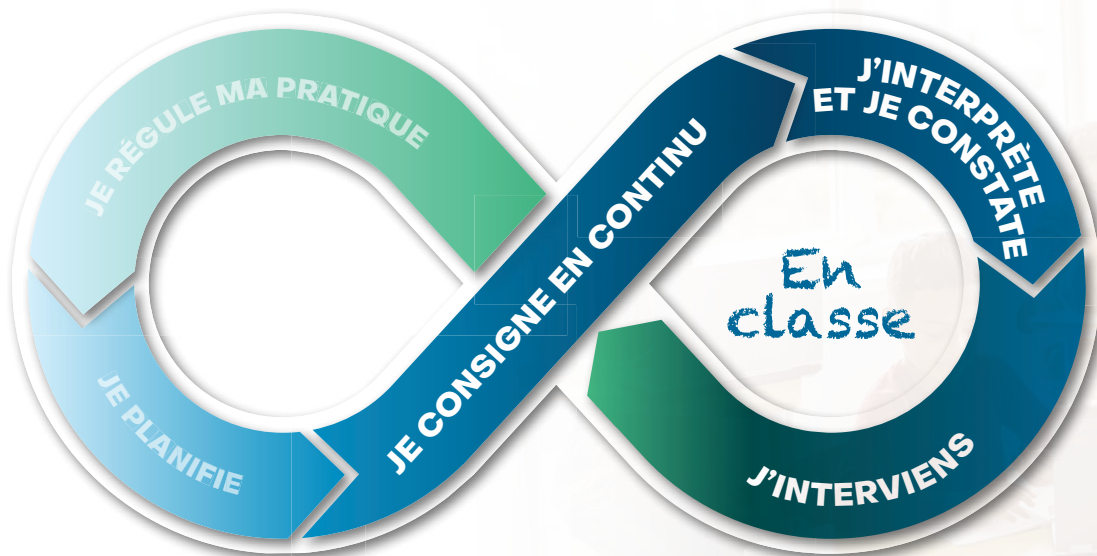 JE RÉGULE MA PRATIQUE
JE PLANIFIE
JE CONSIGNE EN CONTINU
J'INTERPRÈTE
ET JE CONSTATE
J'INTERVIENS
En
classe